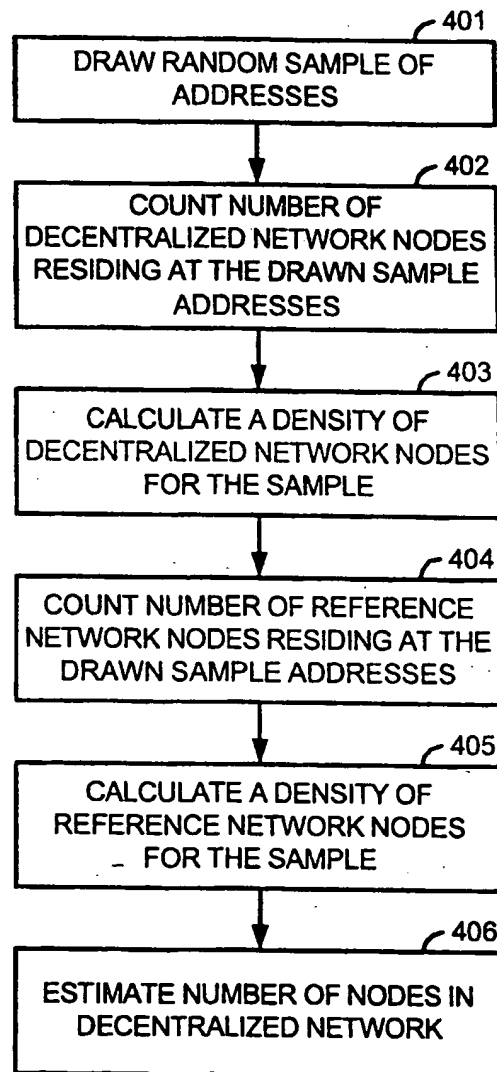 401
DRAW RANDOM SAMPLE OF
ADDRESSES
402
COUNT NUMBER OF
DECENTRALIZED NETWORK NODES
RESIDING AT THE DRAWN SAMPLE
ADDRESSES
403
CALCULATE A DENSITY OF
DECENTRALIZED NETWORK NODES
FOR THE SAMPLE
404
COUNT NUMBER OF REFERENCE
NETWORK NODES RESIDING AT THE
DRAWN SAMPLE ADDRESSES
405
CALCULATE A DENSITY OF
REFERENCE NETWORK NODES
FOR THE SAMPLE
406
ESTIMATE NUMBER OF NODES IN
DECENTRALIZED NETWORK